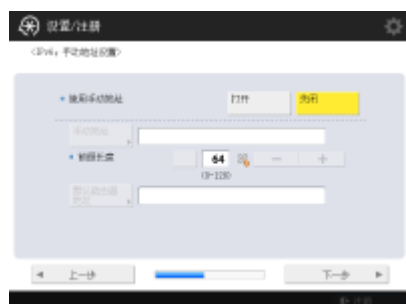 设置/注册
<IPv6: 手动地址设置>
使用手动地址 打开 关闭
手动地址
前缀长度 64 - +
(0-128)
默认路由器
地址
上一步 下一步
注册